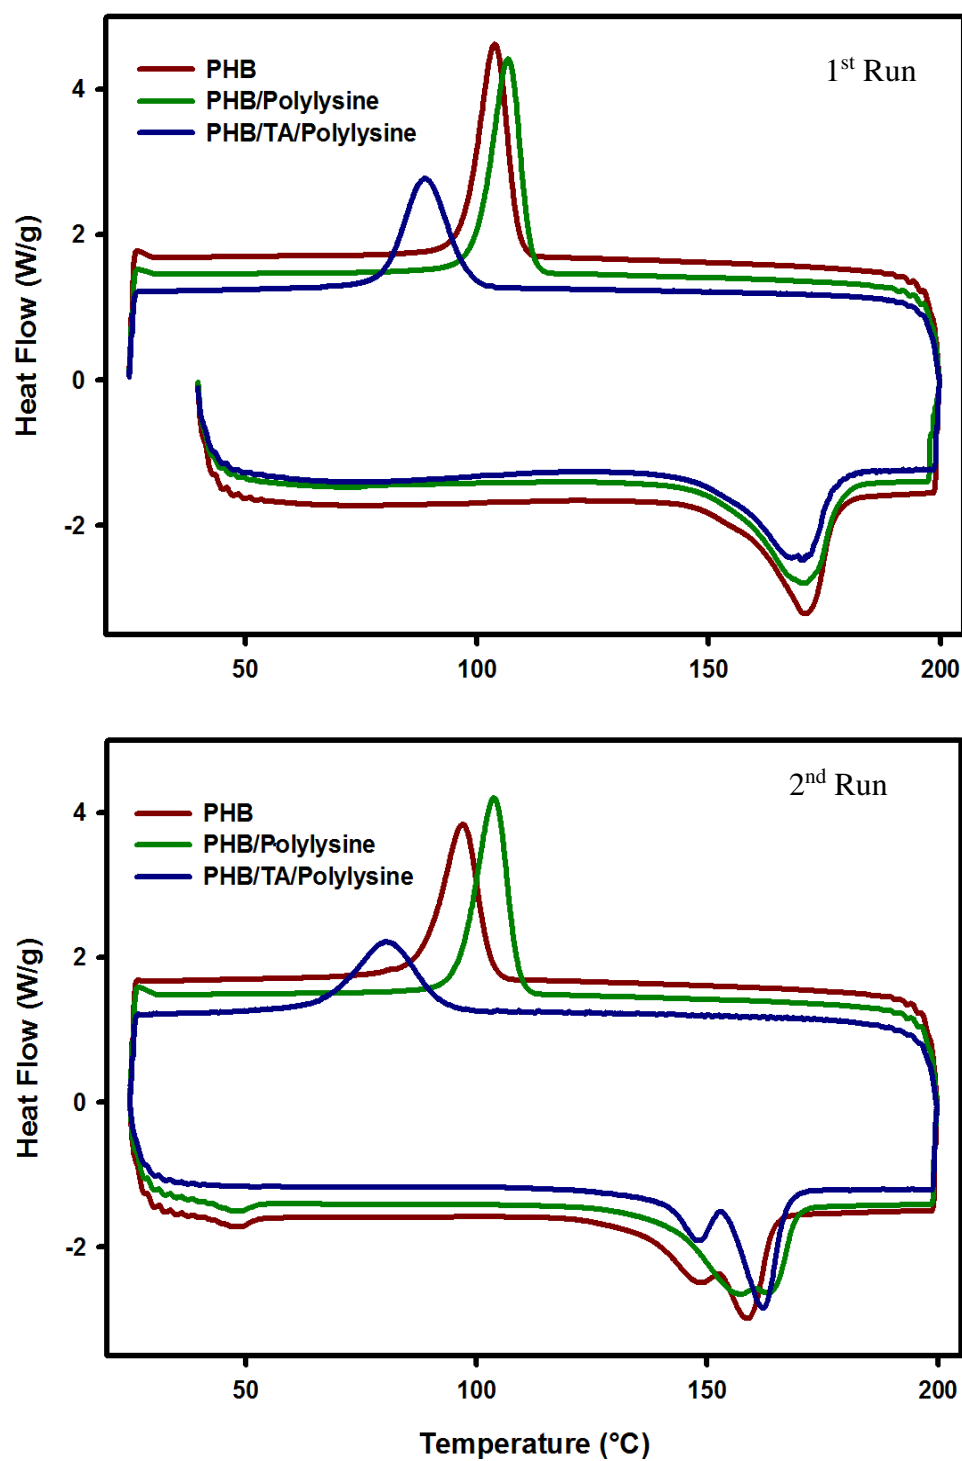 1st Run
PHB
PHB/Polylysine
PHB/TA/Polylysine
4
2
0
-2
Heat Flow (W/g)
50 100 150 200
2nd Run
PHB
PHB/Polylysine
PHB/TA/Polylysine
4
2
0
-2
Heat Flow (W/g)
50 100 150 200
Temperature (°C)